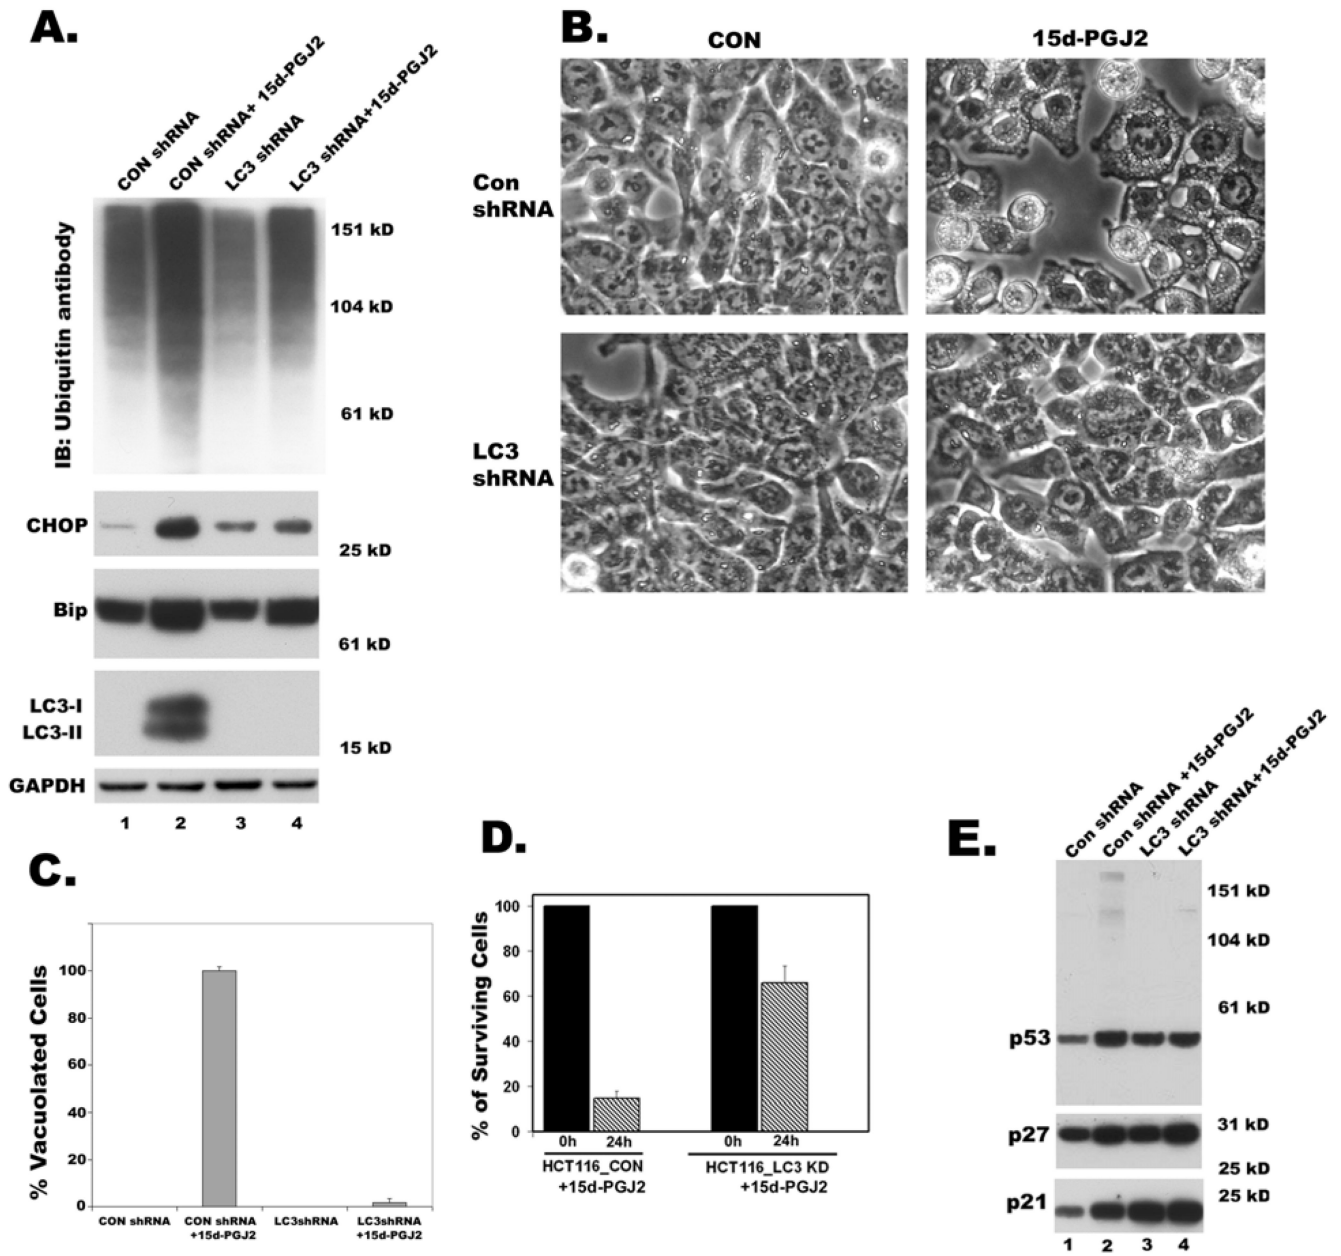 A.
CON shRNA
CON shRNA+ 15d-PGJ2
LC3 shRNA
LC3 shRNA+15d-PGJ2
IB: Ubiquitin antibody
151 kD
104 kD
61 kD
CHOP
25 kD
Bip
61 kD
LC3-I
LC3-II
15 kD
GAPDH
1 2 3 4
B.
CON 15d-PGJ2
Con
shRNA
LC3
shRNA
C.
% Vacuolated Cells
100
80
60
40
20
0
CON shRNA
CON shRNA
+15d-PGJ2
LC3shRNA
LC3shRNA
+15d-PGJ2
D.
% of Surviving Cells
100
80
60
40
20
0
0h 24h 0h 24h
HCT116_CON
+15d-PGJ2
HCT116_LC3 KD
+15d-PGJ2
E.
Con shRNA
Con shRNA +15d-PGJ2
LC3 shRNA
LC3 shRNA+15d-PGJ2
151 kD
104 kD
61 kD
p53
p27
31 kD
25 kD
p21
25 kD
1 2 3 4